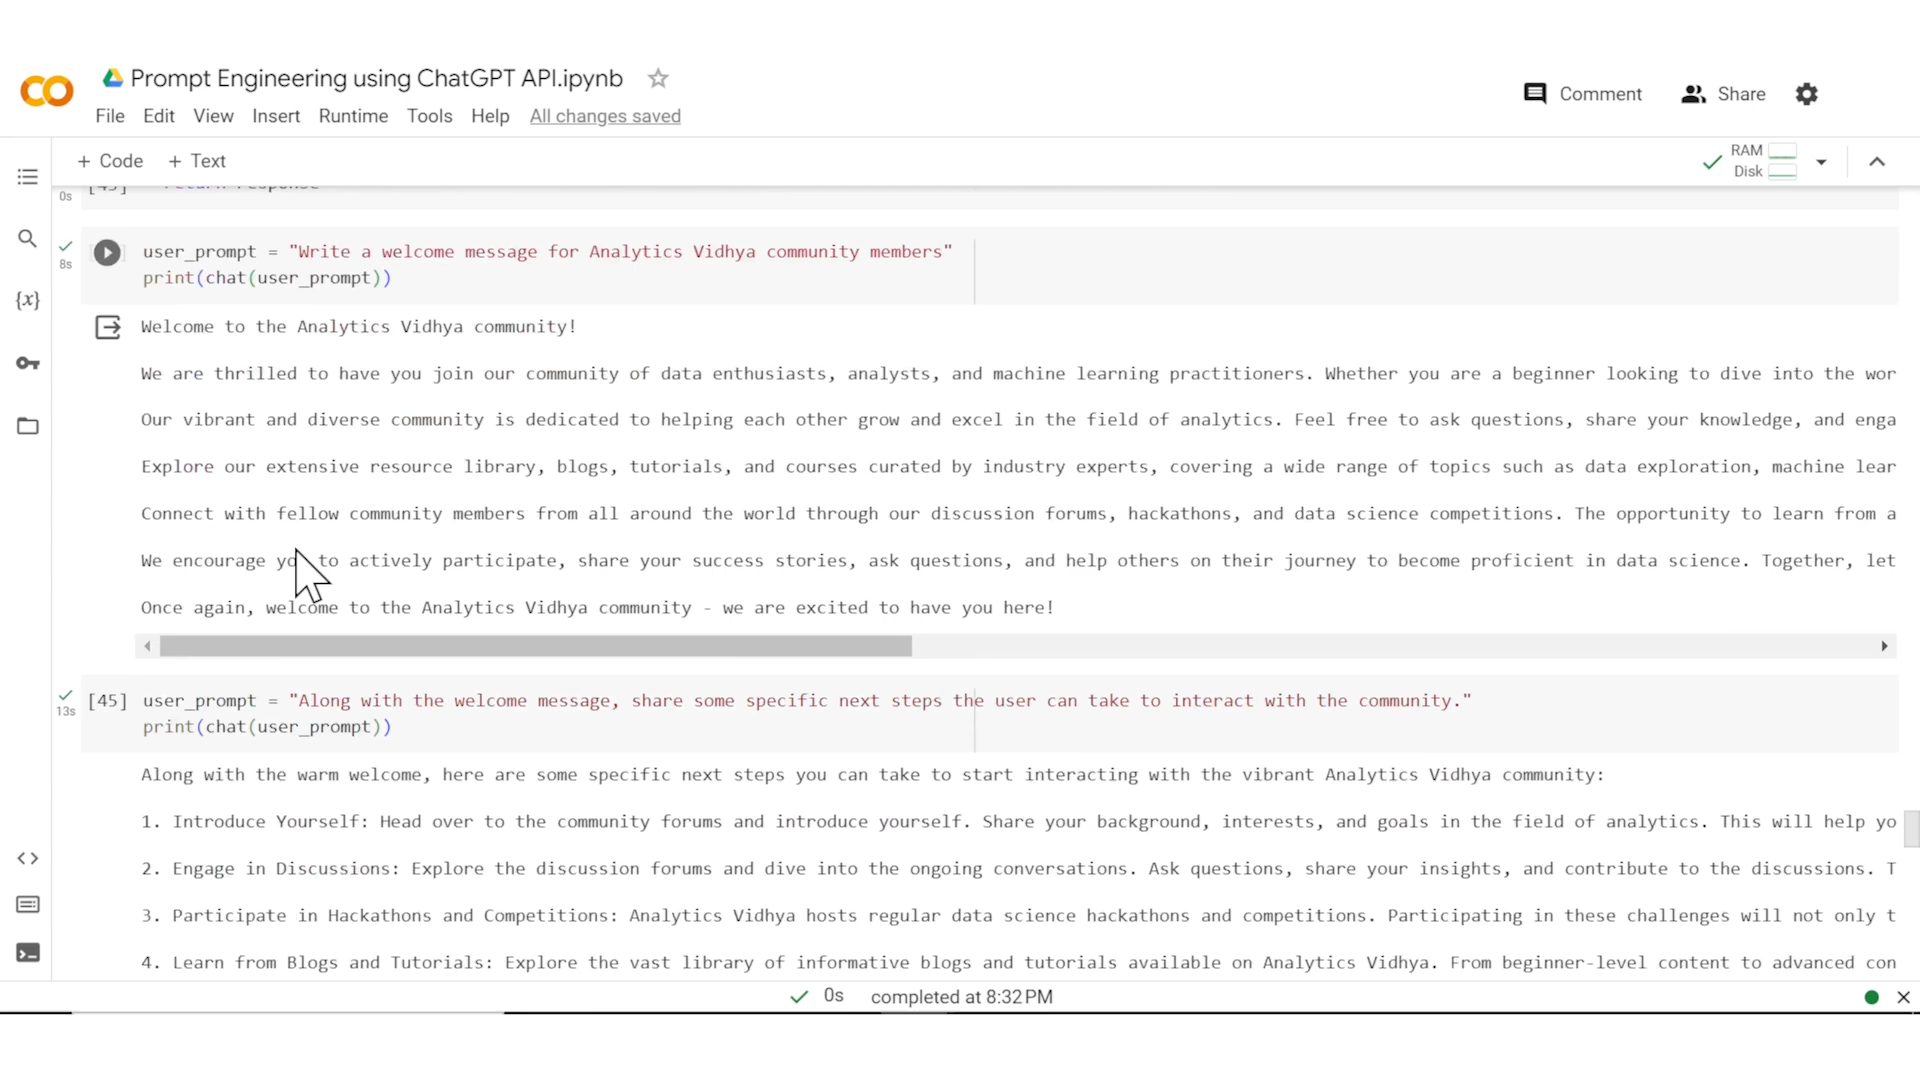 Prompt Engineering using ChatGPT API.ipynb
Comment
Share
File Edit View Insert Runtime Tools Help All changes saved
+ Code + Text
RAM
Disk
0s
8s
user_prompt = "Write a welcome message for Analytics Vidhya community members"
print(chat(user_prompt))
Welcome to the Analytics Vidhya community!
We are thrilled to have you join our community of data enthusiasts, analysts, and machine learning practitioners. Whether you are a beginner looking to dive into the wor
Our vibrant and diverse community is dedicated to helping each other grow and excel in the field of analytics. Feel free to ask questions, share your knowledge, and enga
Explore our extensive resource library, blogs, tutorials, and courses curated by industry experts, covering a wide range of topics such as data exploration, machine lear
Connect with fellow community members from all around the world through our discussion forums, hackathons, and data science competitions. The opportunity to learn from a
We encourage you to actively participate, share your success stories, ask questions, and help others on their journey to become proficient in data science. Together, let
Once again, welcome to the Analytics Vidhya community - we are excited to have you here!
[45] user_prompt = "Along with the welcome message, share some specific next steps the user can take to interact with the community."
13s
print(chat(user_prompt))
Along with the warm welcome, here are some specific next steps you can take to start interacting with the vibrant Analytics Vidhya community:
1. Introduce Yourself: Head over to the community forums and introduce yourself. Share your background, interests, and goals in the field of analytics. This will help yo
2. Engage in Discussions: Explore the discussion forums and dive into the ongoing conversations. Ask questions, share your insights, and contribute to the discussions. T
3. Participate in Hackathons and Competitions: Analytics Vidhya hosts regular data science hackathons and competitions. Participating in these challenges will not only t
4. Learn from Blogs and Tutorials: Explore the vast library of informative blogs and tutorials available on Analytics Vidhya. From beginner-level content to advanced con
0s completed at 8:32 PM